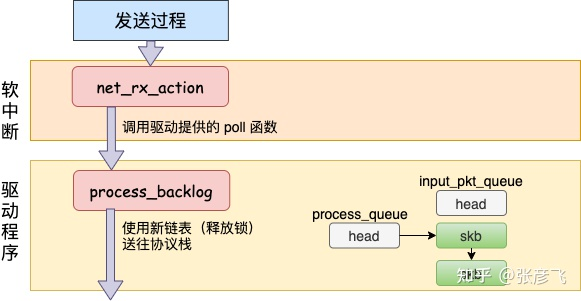 发送过程
软中断
net_rx_action
调用驱动提供的 poll 函数
驱动程序
process_backlog
使用新链表（释放锁）
送往协议栈
input_pkt_queue
head
process_queue
head
skb
知乎 @张彦飞